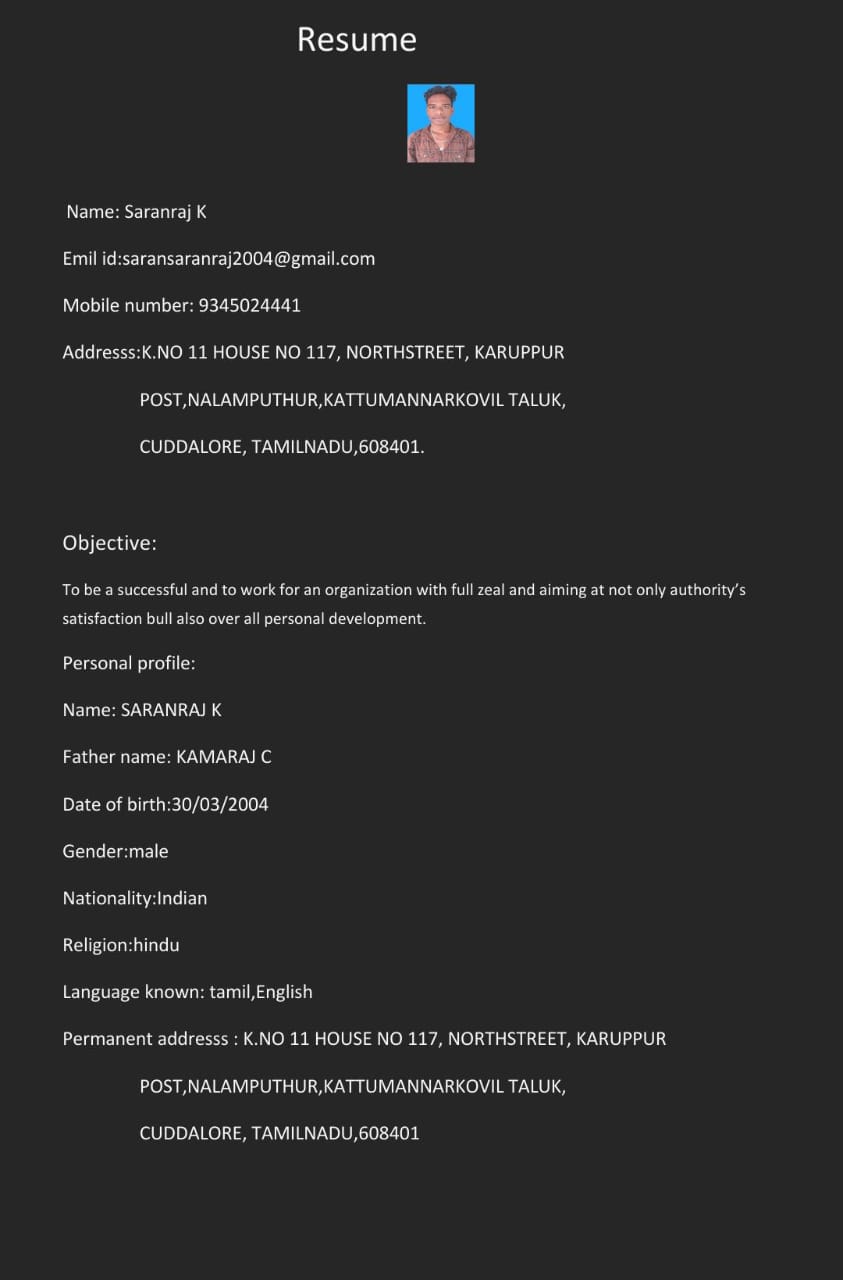 Resume
Name: Saranraj K
Emil id:saransaranraj2004@gmail.com
Mobile number: 9345024441
Addresss:K.NO 11 HOUSE NO 117, NORTHSTREET, KARUPPUR
POST,NALAMPUTHUR,KATTUMANNARKOVIL TALUK,
CUDDALORE, TAMILNADU,608401.
Objective:
To be a successful and to work for an organization with full zeal and aiming at not only authority’s
satisfaction bull also over all personal development.
Personal profile:
Name: SARANRAJ K
Father name: KAMARAJ C
Date of birth:30/03/2004
Gender:male
Nationality:Indian
Religion:hindu
Language known: tamil,English
Permanent addresss : K.NO 11 HOUSE NO 117, NORTHSTREET, KARUPPUR
POST,NALAMPUTHUR,KATTUMANNARKOVIL TALUK,
CUDDALORE, TAMILNADU,608401